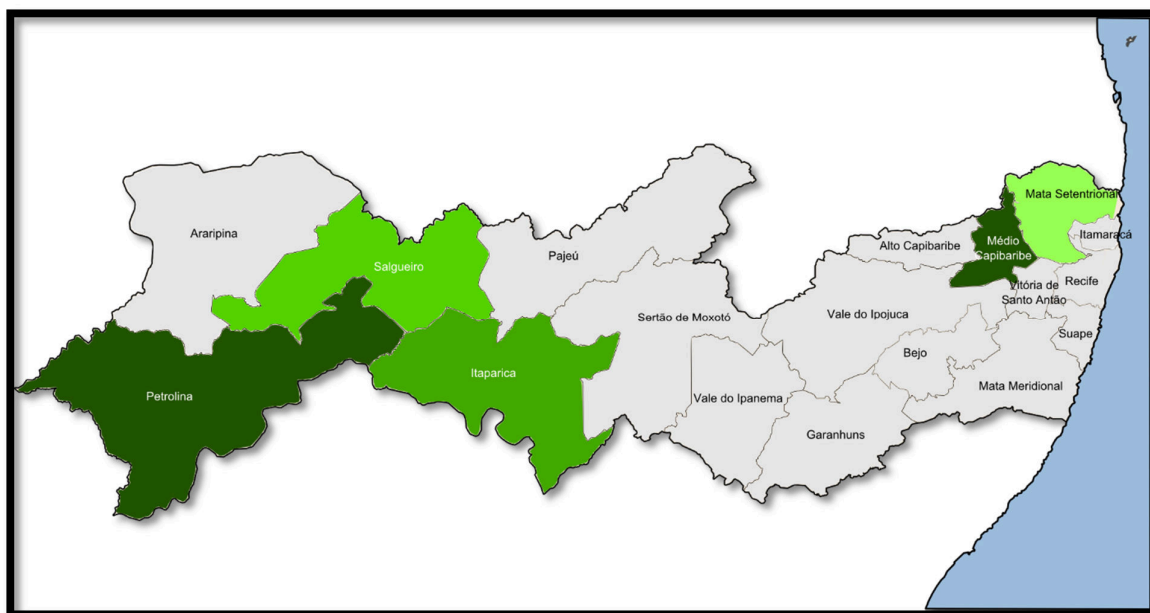 Mata Setentrional
Araripina
Itamaracá
Alto Capibaribe
Médio
Capibaribe
Pajeú
Salgueiro
Recife
Vitória de
Santo Antão
Sertão de Moxotó
Vale do Ipojuca
Suape
Bejo
Itaparica
Mata Meridional
Petrolina
Vale do Ipanema
Garanhuns